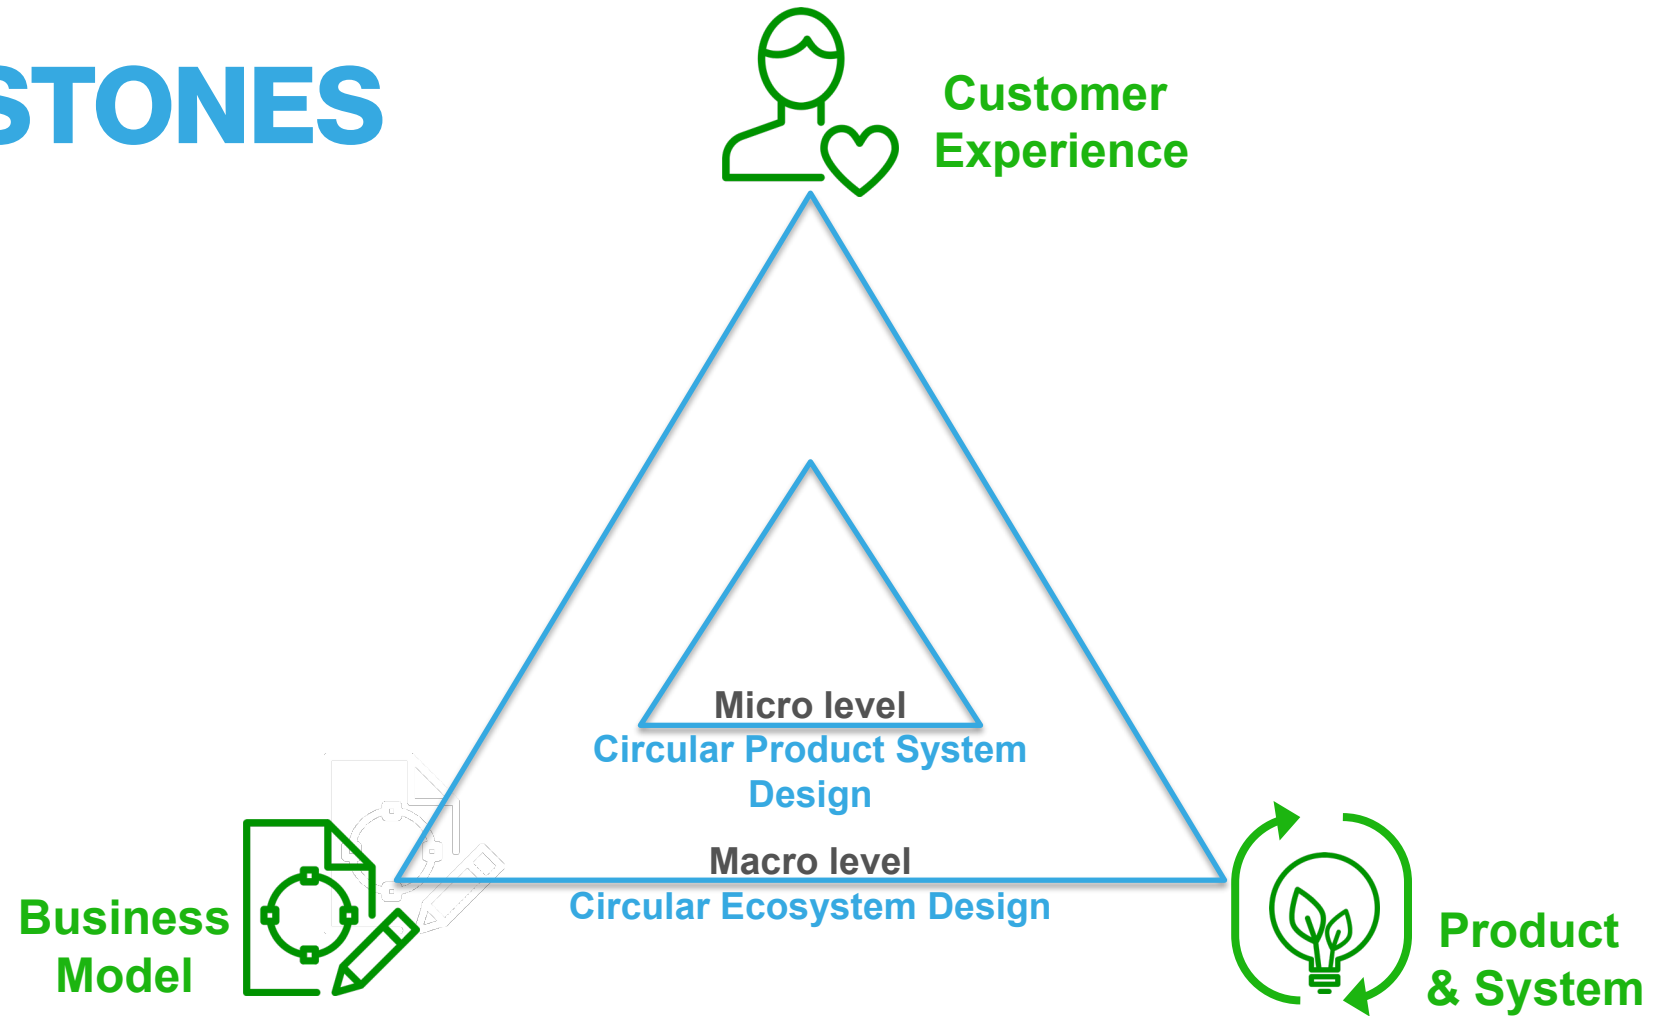 STONES
Customer
Experience
Micro level
Circular Product System
Design
Macro level
Circular Ecosystem Design
Business
Model
Product
& System